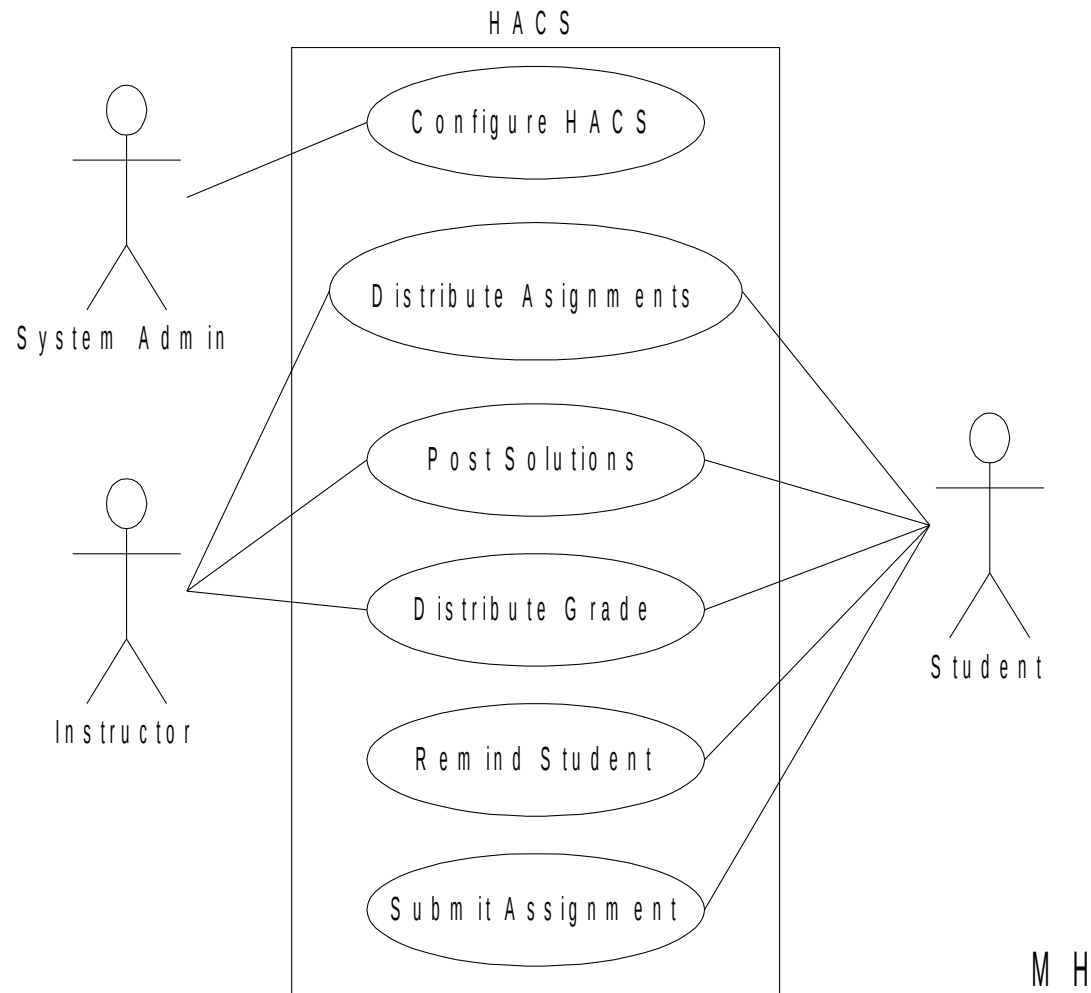 HACS
Configure HACS
Distribute Asignments
System Admin
Post Solutions
Distribute Grade
Student
Instructor
Remind Student
Submit Assignment
M H